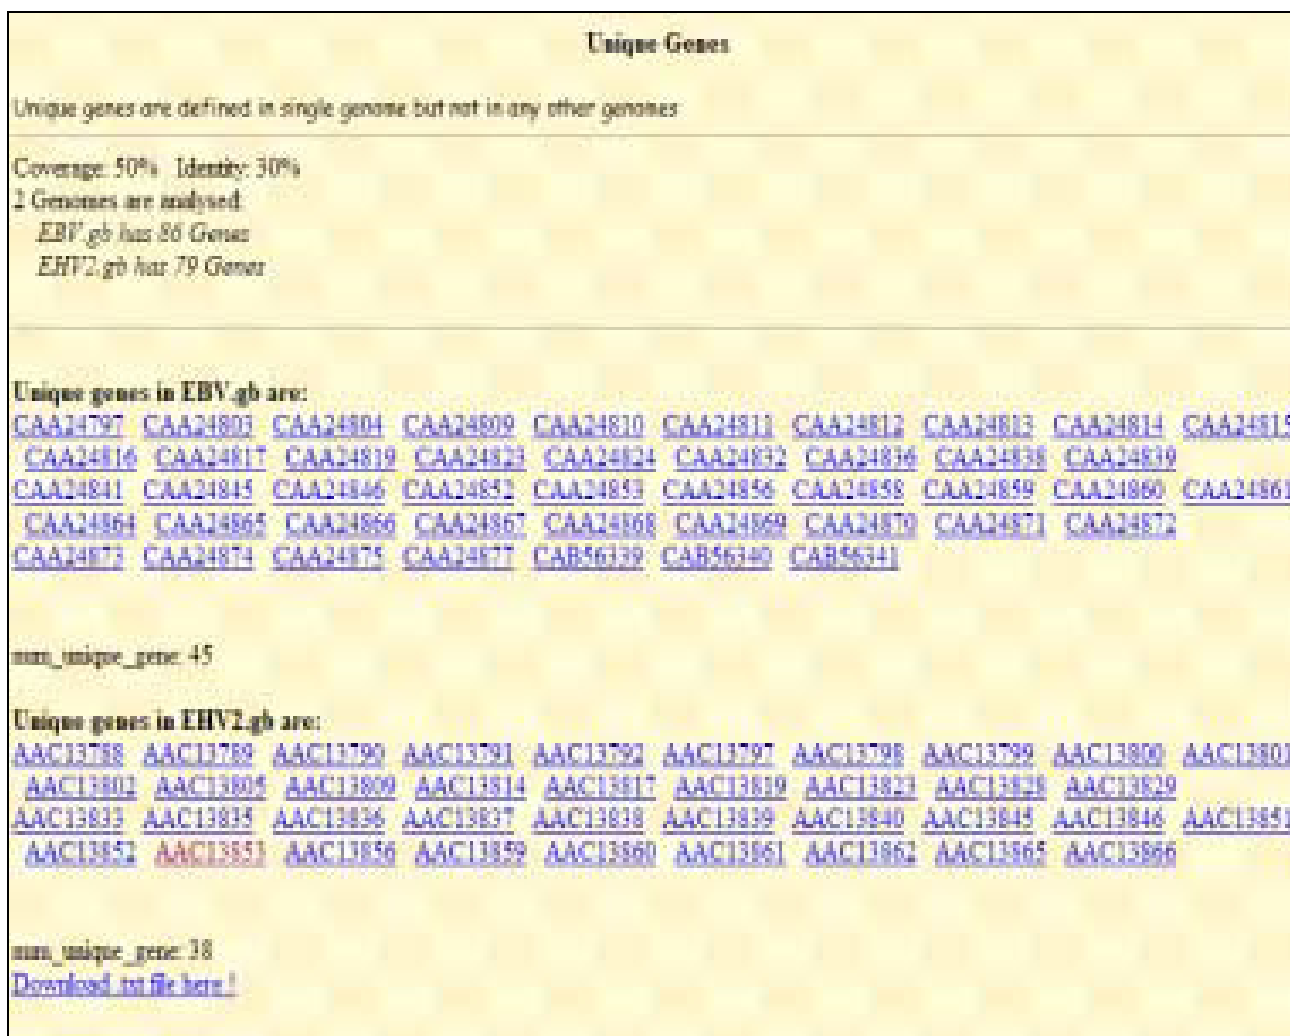 Unique Genes
Unique genes are defined in single genome but not in any other genomes
Coverage: 50% Identity: 30%
2 Genomes are analysed:
EBV.gb has 86 Genes
EHV2.gb has 79 Genes
Unique genes in EBV.gb are:
CAA24797 CAA24803 CAA24804 CAA24809 CAA24810 CAA24811 CAA24812 CAA24813 CAA24814 CAA24815
CAA24816 CAA24817 CAA24819 CAA24823 CAA24824 CAA24832 CAA24836 CAA24838 CAA24839
CAA24841 CAA24845 CAA24846 CAA24852 CAA24853 CAA24856 CAA24858 CAA24859 CAA24860 CAA24861
CAA24864 CAA24865 CAA24866 CAA24867 CAA24868 CAA24869 CAA24870 CAA24871 CAA24872
CAA24873 CAA24874 CAA24875 CAA24877 CAB56339 CAB56340 CAB56341
num_unique_gene: 45
Unique genes in EHV2.gb are:
AAC13788 AAC13789 AAC13790 AAC13791 AAC13792 AAC13797 AAC13798 AAC13799 AAC13800 AAC13801
AAC13802 AAC13805 AAC13809 AAC13814 AAC13817 AAC13819 AAC13823 AAC13828 AAC13829
AAC13833 AAC13835 AAC13836 AAC13837 AAC13838 AAC13839 AAC13840 AAC13845 AAC13846 AAC13851
AAC13852 AAC13853 AAC13856 AAC13859 AAC13860 AAC13861 AAC13862 AAC13865 AAC13866
num_unique_gene: 38
Download .txt file here !